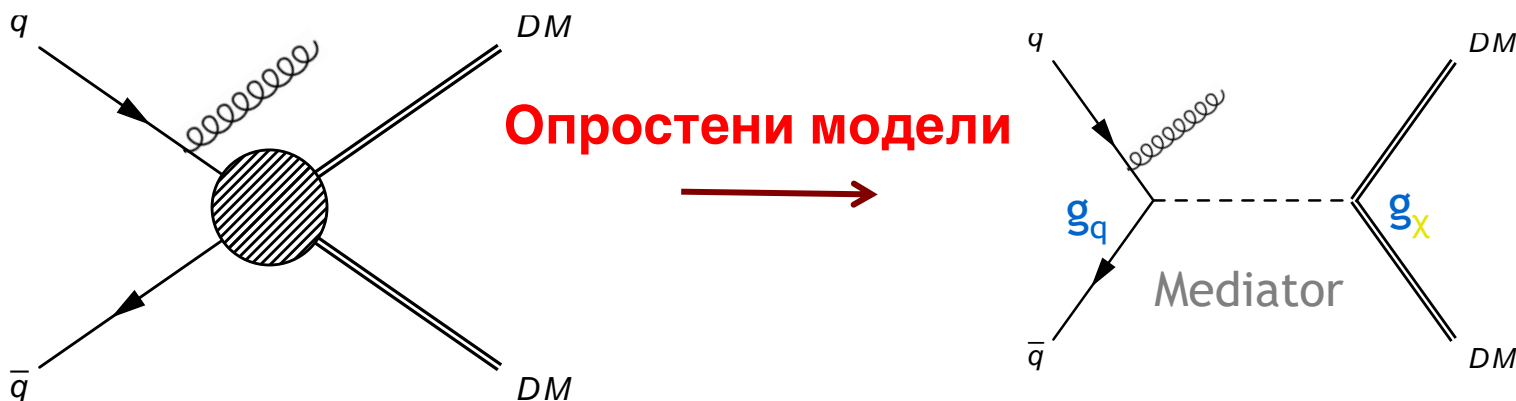 q
DM
q̅
DM
Опростени модели
q
DM
g_q
g_χ
Mediator
q̅
DM